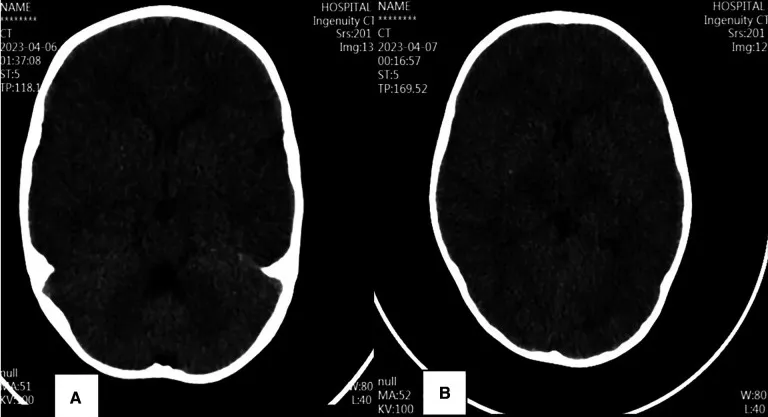 NAME
********
CT
2023-04-06
01:37:08
ST:5
TP:118.1
HOSPITAL
Ingenuity CT
Srs:201
Img:13
null
MA:51
KV:100
W:80
L:40
A
NAME
********
CT
2023-04-07
00:16:57
ST:5
TP:169.52
HOSPITAL
Ingenuity CT
Srs:201
Img:12
null
MA:52
KV:100
W:80
L:40
B